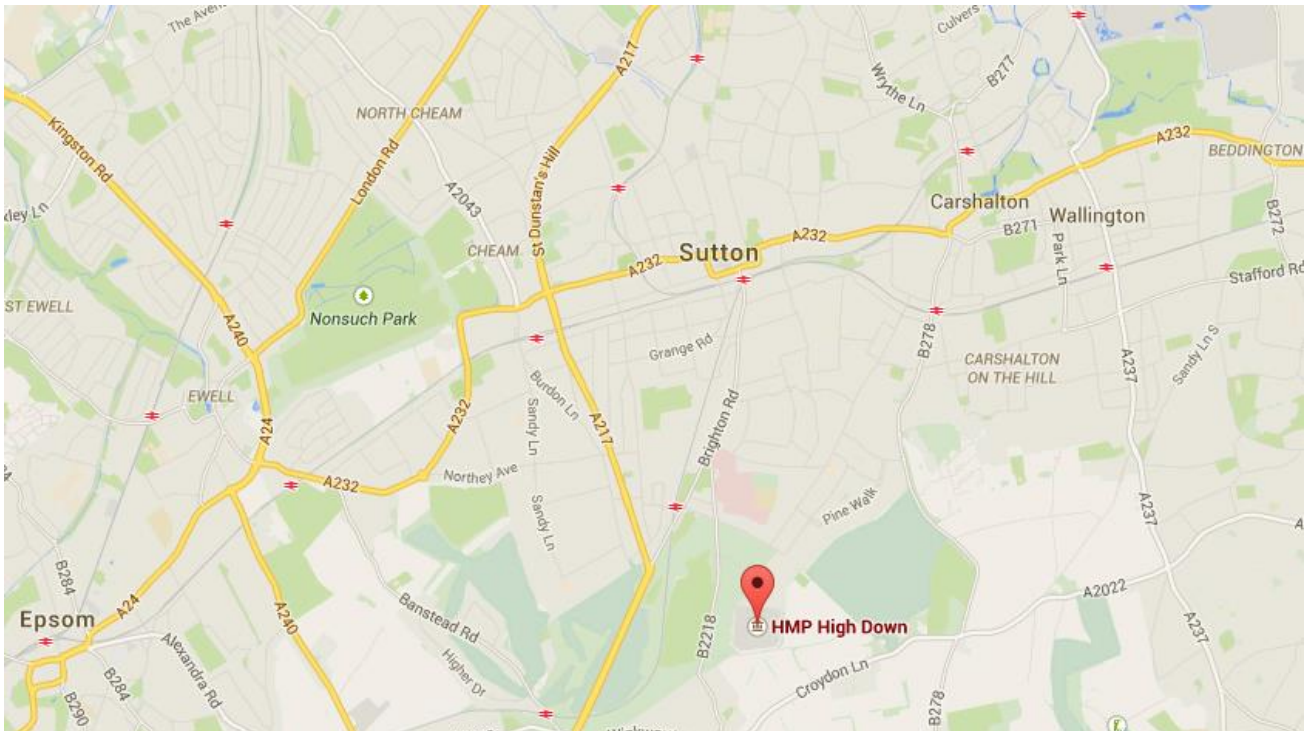 The Aven
Culvers
A217
B277
Wrythe Ln
NORTH CHEAM
Kingston Rd
London Rd
A232
BEDDINGTON
A2043
St Dunstan's Hill
xley Ln
Carshalton
Wallington
B271
B272
Park Ln
CHEAM
Sutton
A232
A232
Stafford Rd
ST EWELL
Nonsuch Park
A240
Grange Rd
B278
CARSHALTON
ON THE HILL
A237
Sandy Ln S
EWELL
Burdon Ln
Sandy Ln
A217
A232
Brighton Rd
A24
A232
Northey Ave
Sandy Ln
Pine Walk
A237
B284
A24
A240
Banstead Rd
Higher Dr
B2218
HMP High Down
A2022
A237
Croydon Ln
B278
Epsom
Alexandra Rd
B284
B290